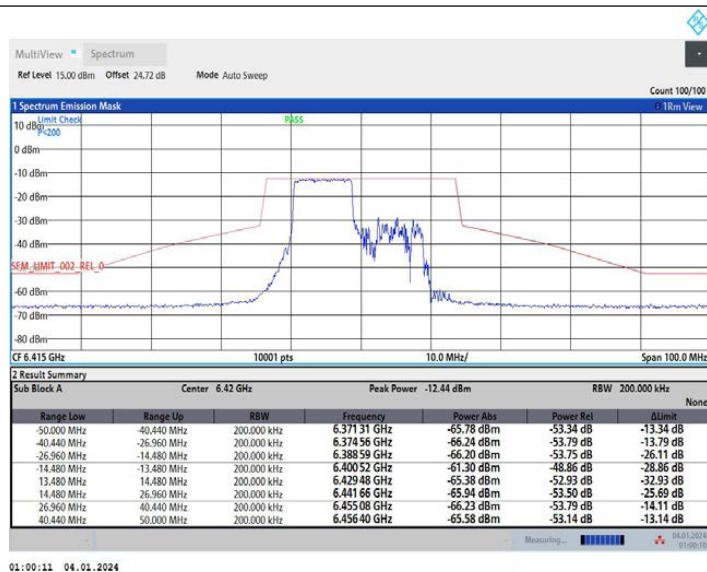 MultiView Spectrum
Ref Level 15.00 dBm Offset 24.72 dB Mode Auto Sweep
Count 100/100
1 Spectrum Emission Mask 1Rm View
Limit Check PASS
10 dBm
P<200
0 dBm
-10 dBm
-20 dBm
-30 dBm
-40 dBm
SEM_LIMIT_002_REL_0
-60 dBm
-70 dBm
-80 dBm
CF 6.415 GHz 10001 pts 10.0 MHz/ Span 100.0 MHz
2 Result Summary
Sub Block A Center 6.42 GHz Peak Power -12.44 dBm RBW 200.000 kHz
None
Range Low Range Up RBW Frequency Power Abs Power Rel ΔLimit
-50.000 MHz -40.440 MHz 200.000 kHz 6.371 31 GHz -65.78 dBm -53.34 dB -13.34 dB
-40.440 MHz -26.960 MHz 200.000 kHz 6.374 56 GHz -66.24 dBm -53.79 dB -13.79 dB
-26.960 MHz -14.480 MHz 200.000 kHz 6.388 59 GHz -66.20 dBm -53.75 dB -26.11 dB
-14.480 MHz -13.480 MHz 200.000 kHz 6.400 52 GHz -61.30 dBm -48.86 dB -28.86 dB
13.480 MHz 14.480 MHz 200.000 kHz 6.429 48 GHz -65.38 dBm -52.93 dB -32.93 dB
14.480 MHz 26.960 MHz 200.000 kHz 6.441 66 GHz -65.94 dBm -53.50 dB -25.69 dB
26.960 MHz 40.440 MHz 200.000 kHz 6.455 08 GHz -66.23 dBm -53.79 dB -14.11 dB
40.440 MHz 50.000 MHz 200.000 kHz 6.456 40 GHz -65.58 dBm -53.14 dB -13.14 dB
Measuring... 04.01.2024
01:00:10
01:00:11 04.01.2024